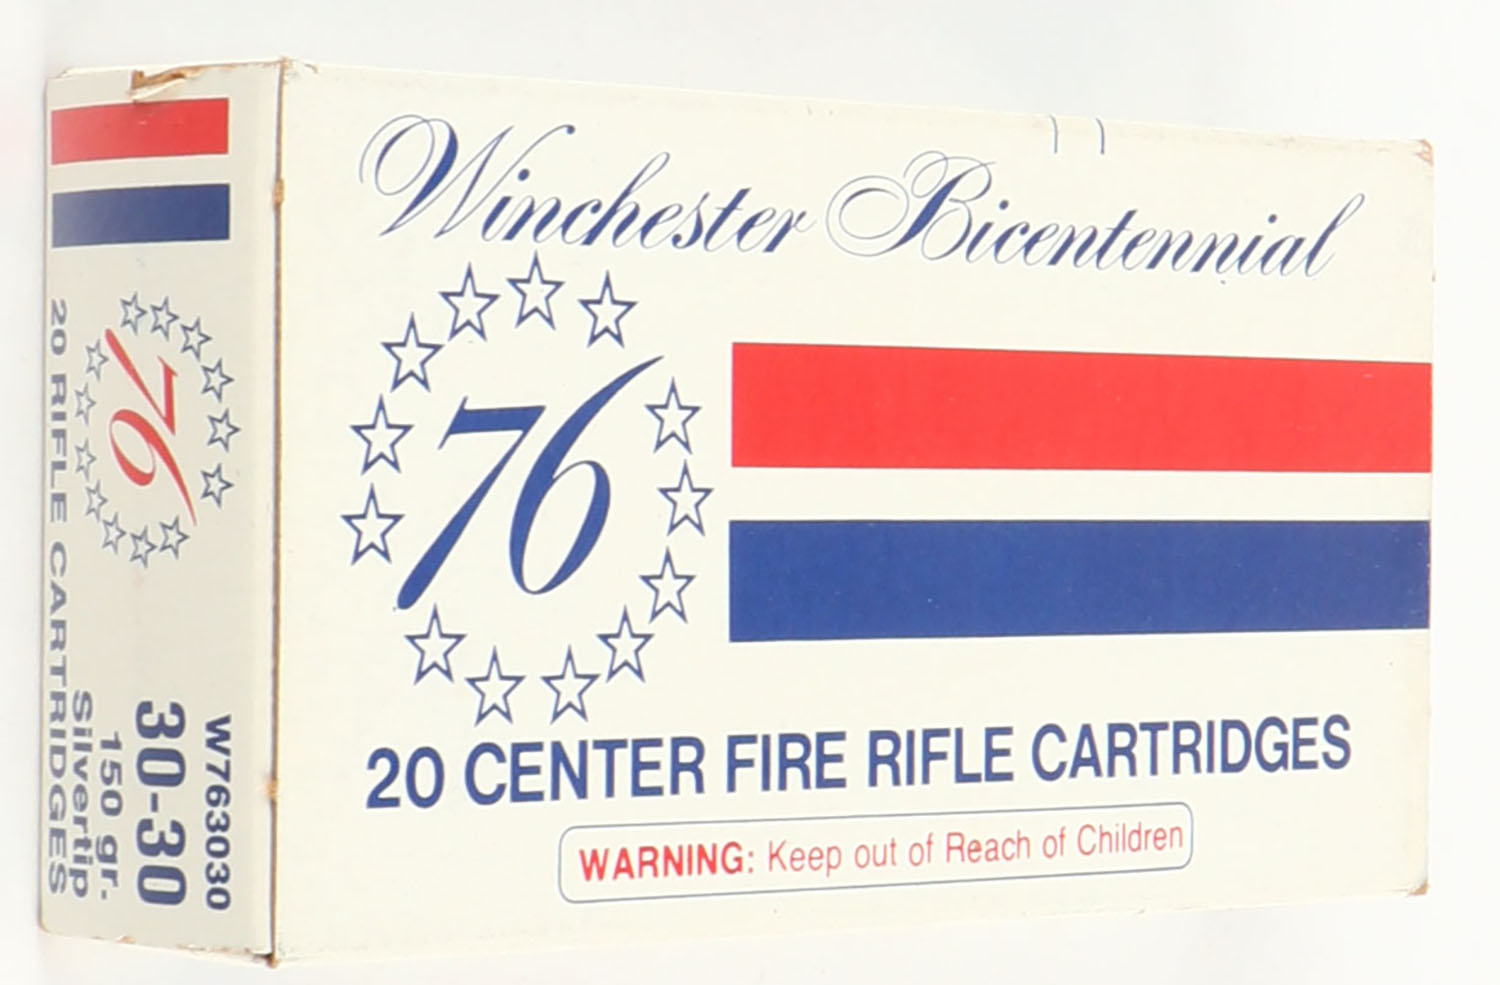 Winchester Bicentennial
76
20 CENTER FIRE RIFLE CARTRIDGES
WARNING: Keep out of Reach of Children
76
W763030
30-30
150 gr.
Silvertip
20 RIFLE CARTRIDGES